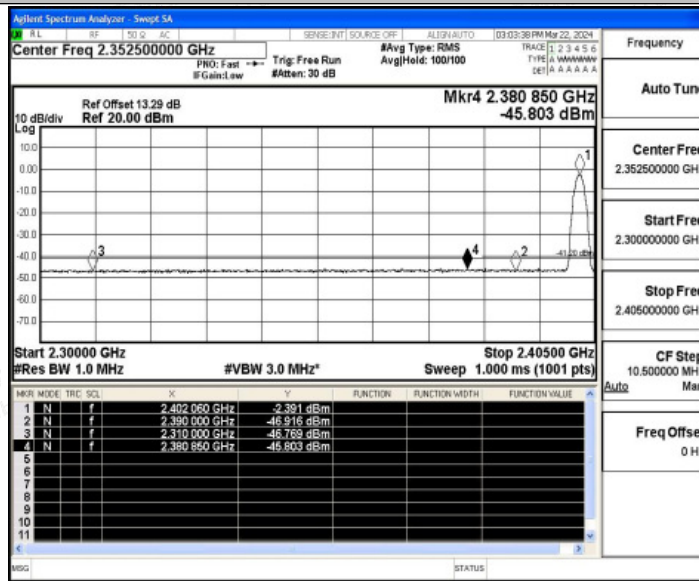 Agilent Spectrum Analyzer - Swept SA
RL RF 50 Ω AC SENSE:INT SOURCE OFF ALIGN AUTO 03:03:38 PM Mar 22, 2024
Center Freq 2.352500000 GHz
PNO: Fast
IFGain:Low
Trig: Free Run
#Atten: 30 dB
#Avg Type: RMS
Avg|Hold: 100/100
TRACE 1 2 3 4 5 6
TYPE A WWWWW
DET A A A A A A
Frequency
Auto Tune
Center Freq
2.352500000 GH
Start Freq
2.300000000 GH
Stop Freq
2.405000000 GH
CF Step
10.500000 MH
Auto Man
Freq Offse
0 H
Mkr4 2.380 850 GHz
-45.803 dBm
Ref Offset 13.29 dB
10 dB/div Ref 20.00 dBm
Log
10.0
0.00
-10.0
-20.0
-30.0
-40.0
-50.0
-60.0
-70.0
1
2
3
4
-41.20 dBm
Start 2.30000 GHz Stop 2.40500 GHz
#Res BW 1.0 MHz #VBW 3.0 MHz* Sweep 1.000 ms (1001 pts)
MKR MODE TRC SCL X Y FUNCTION FUNCTION WIDTH FUNCTION VALUE
1 N f 2.402 060 GHz -2.391 dBm
2 N f 2.390 000 GHz -46.916 dBm
3 N f 2.310 000 GHz -46.769 dBm
4 N f 2.380 850 GHz -45.803 dBm
5
6
7
8
9
10
11
MSG STATUS